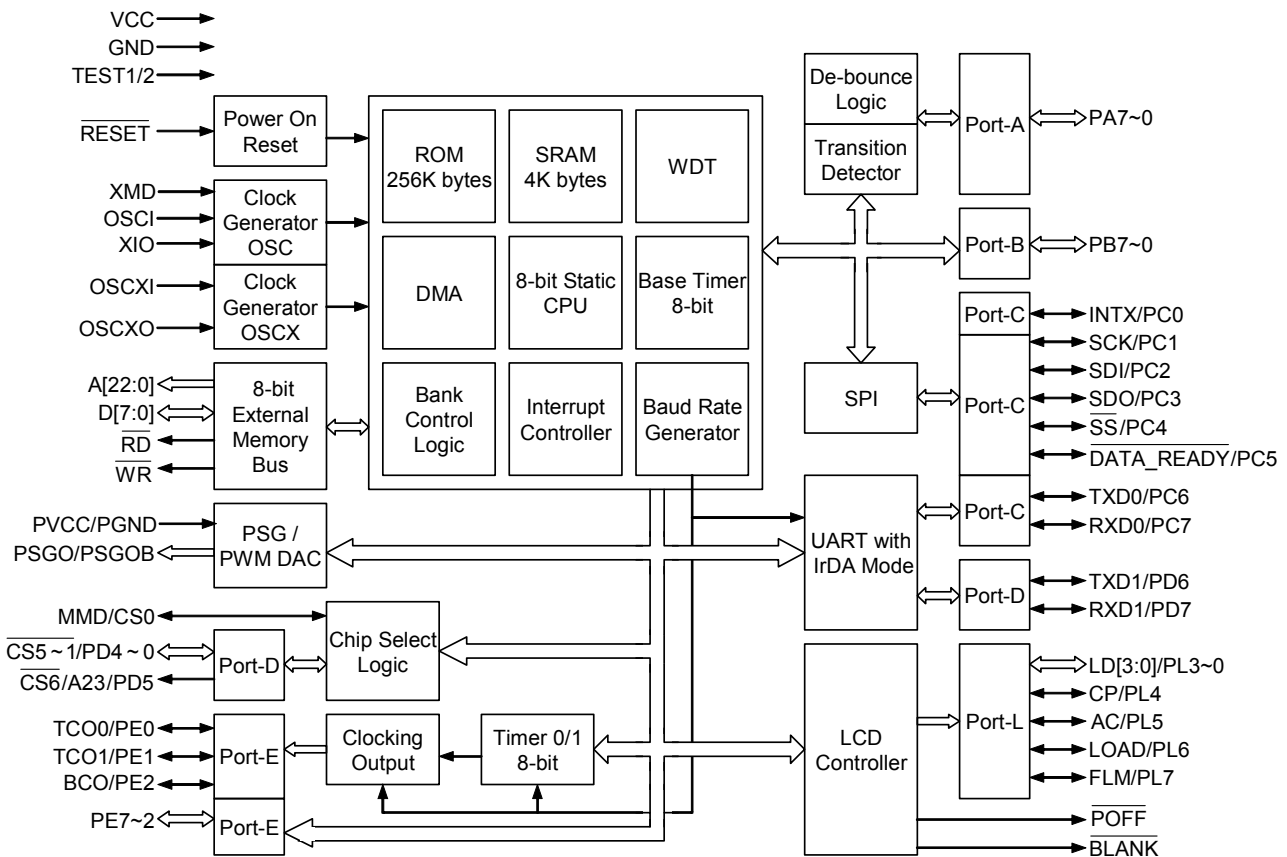 VCC
GND
TEST1/2
RESET
XMD
OSCI
XIO
OSCXI
OSCXO
A[22:0]
D[7:0]
RD
WR
PVCC/PGND
PSGO/PSGOB
MMD/CS0
CS5~1/PD4~0
CS6/A23/PD5
TCO0/PE0
TCO1/PE1
BCO/PE2
PE7~2
Power On
Reset
Clock
Generator
OSC
Clock
Generator
OSCX
8-bit
External
Memory
Bus
PSG /
PWM DAC
Port-D
Chip Select
Logic
Port-E
Port-E
Clocking
Output
Timer 0/1
8-bit
ROM
256K bytes
SRAM
4K bytes
WDT
DMA
8-bit Static
CPU
Base Timer
8-bit
Bank
Control
Logic
Interrupt
Controller
Baud Rate
Generator
De-bounce
Logic
Transition
Detector
SPI
UART with
IrDA Mode
LCD
Controller
Port-A
Port-B
Port-C
Port-C
Port-C
Port-D
Port-L
PA7~0
PB7~0
INTX/PC0
SCK/PC1
SDI/PC2
SDO/PC3
SS/PC4
DATA_READY/PC5
TXD0/PC6
RXD0/PC7
TXD1/PD6
RXD1/PD7
LD[3:0]/PL3~0
CP/PL4
AC/PL5
LOAD/PL6
FLM/PL7
POFF
BLANK